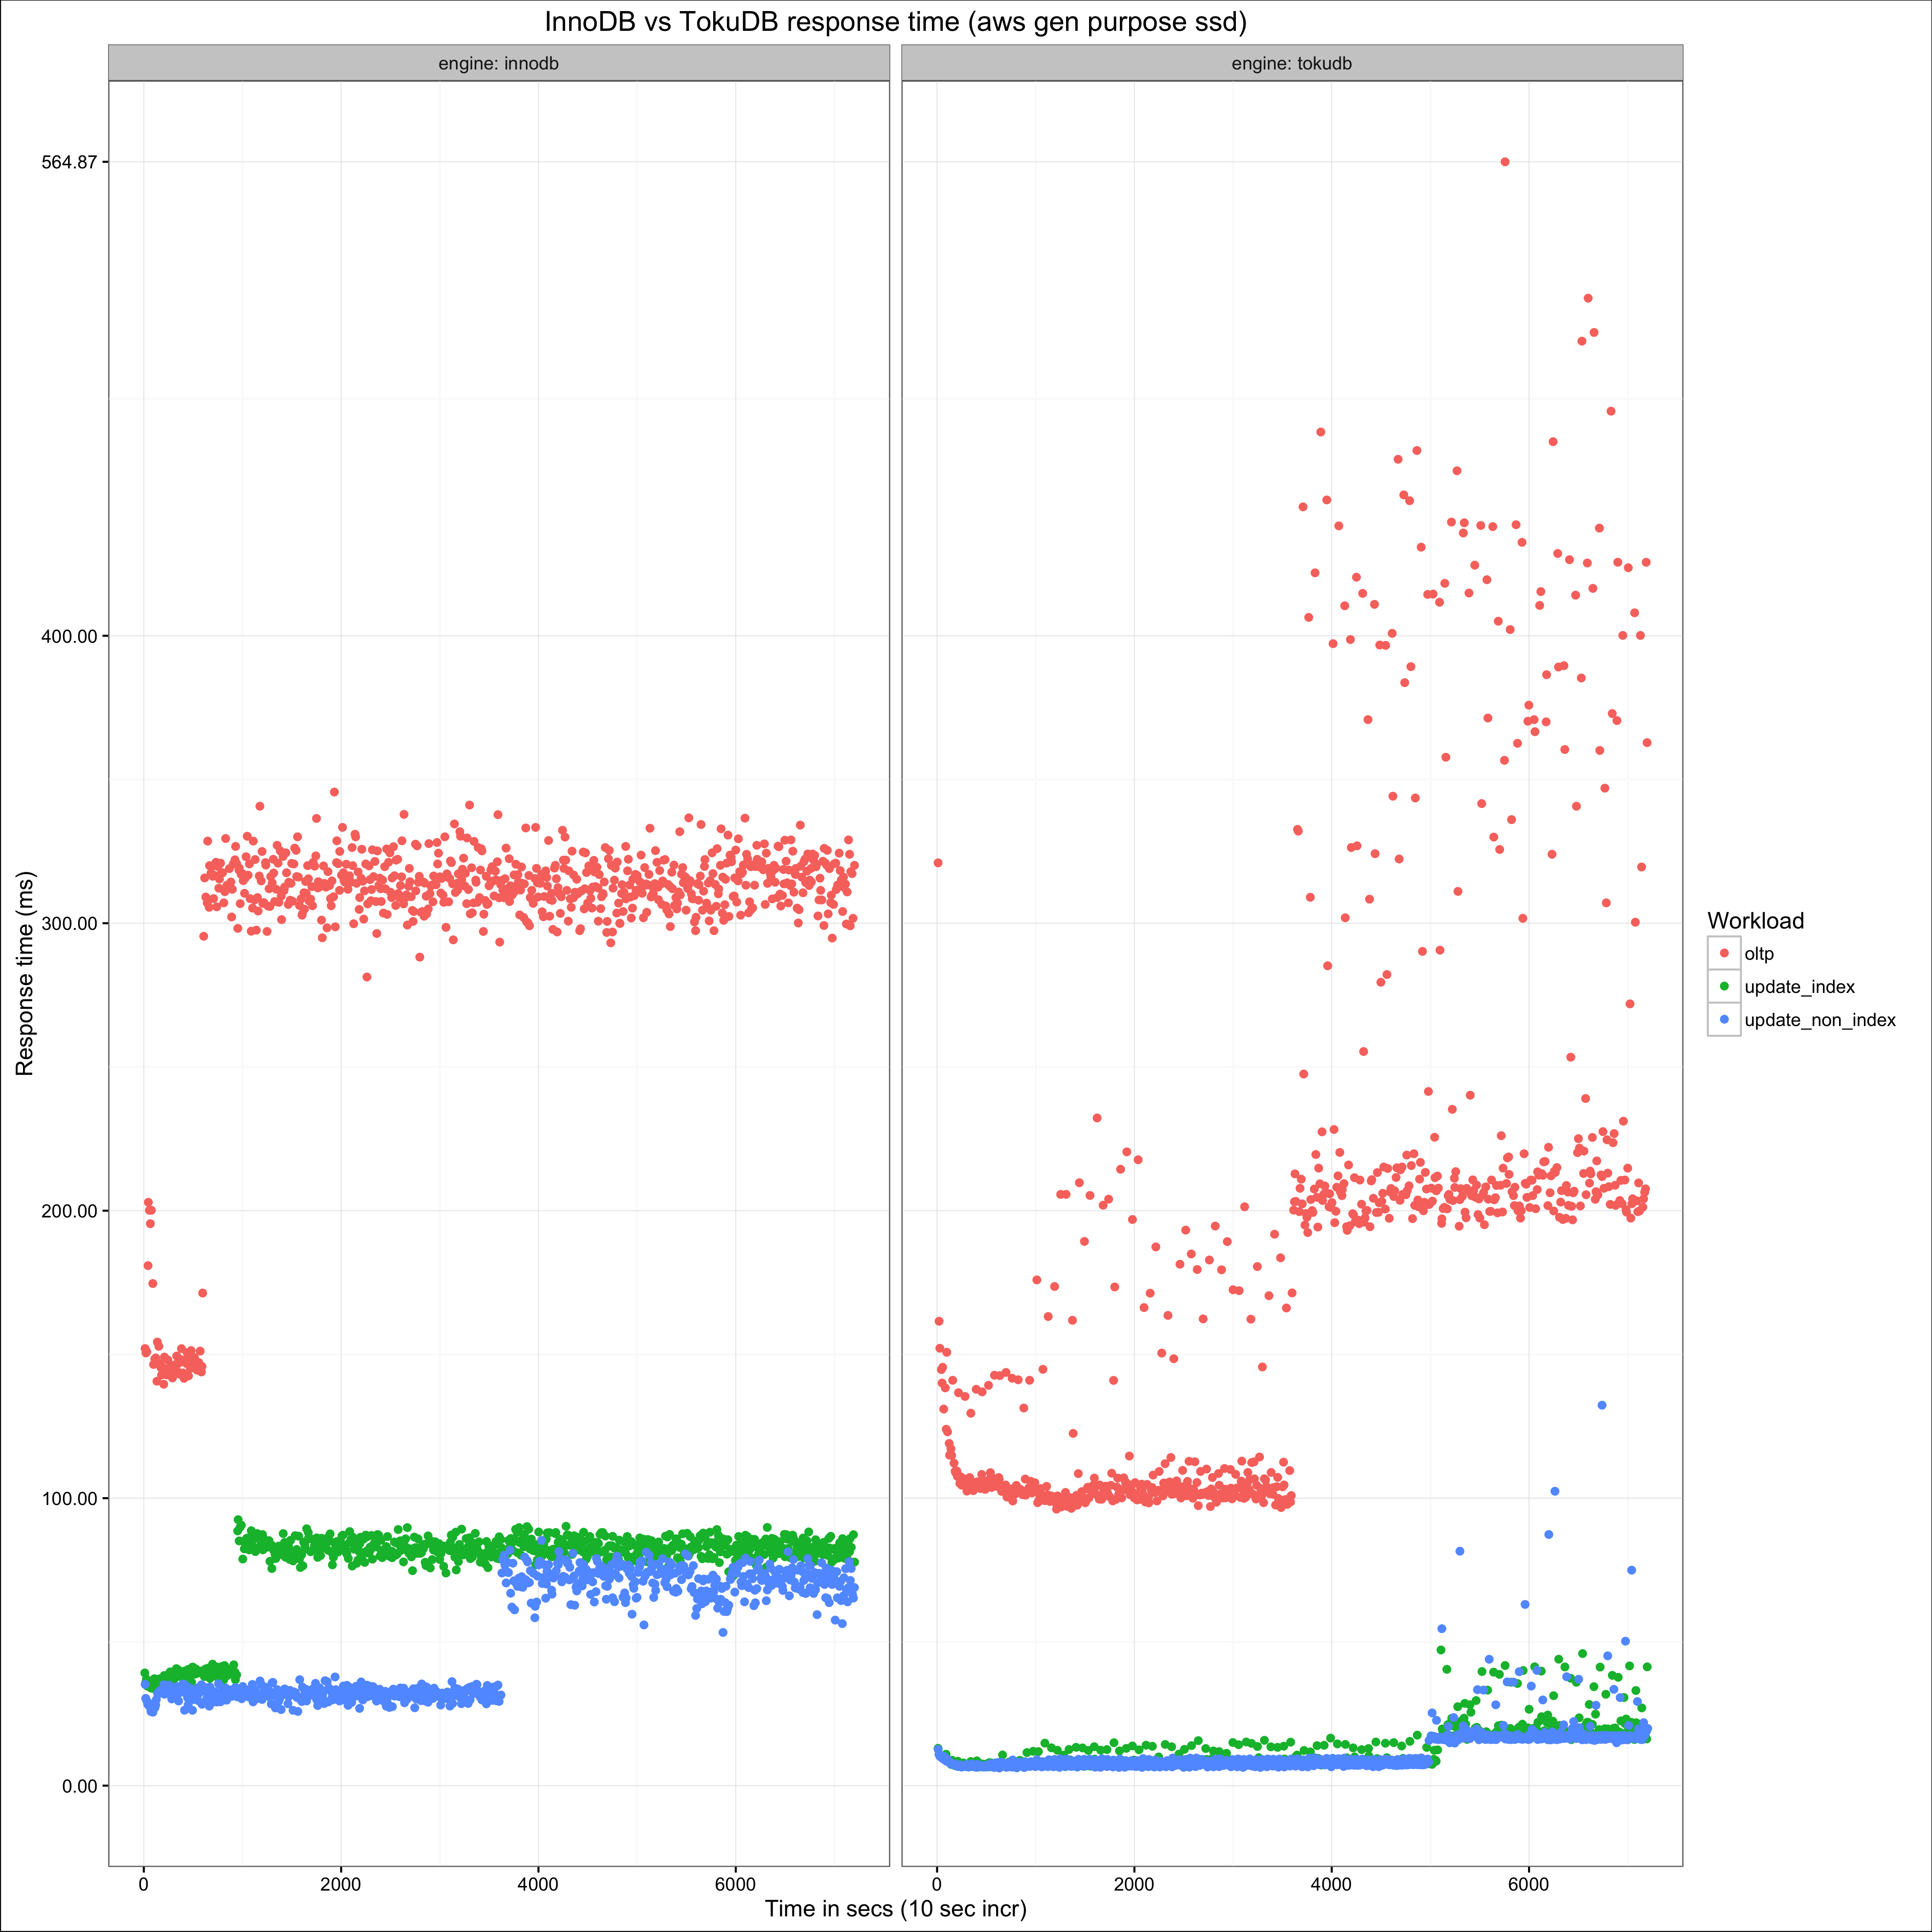 InnoDB vs TokuDB response time (aws gen purpose ssd)
engine: innodb
engine: tokudb
564.87
400.00
300.00
200.00
100.00
0.00
Response time (ms)
0 2000 4000 6000
0 2000 4000 6000
Time in secs (10 sec incr)
Workload
oltp
update_index
update_non_index